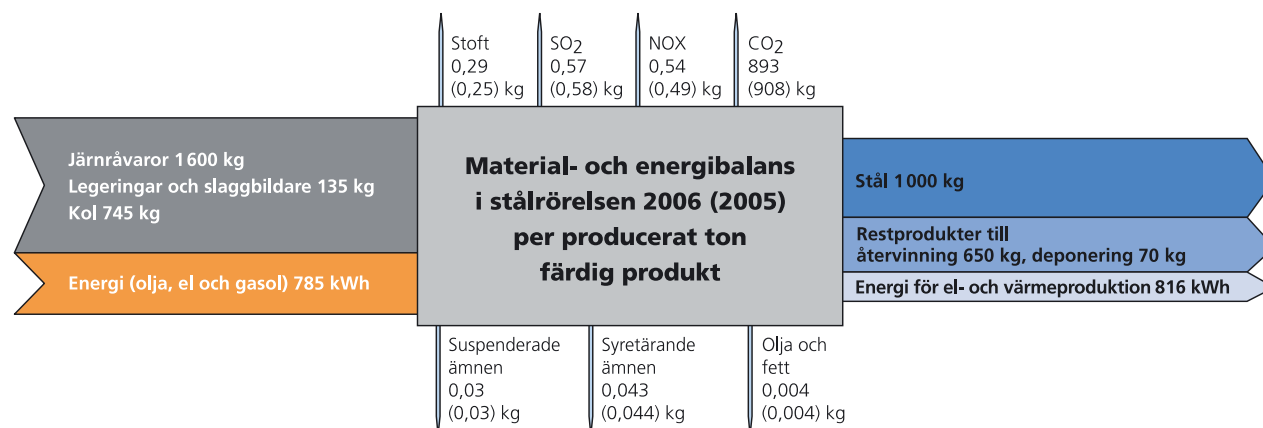 Stoft
0,29
(0,25) kg
SO2
0,57
(0,58) kg
NOX
0,54
(0,49) kg
CO2
893
(908) kg
Järnråvaror 1600 kg
Legeringar och slaggbildare 135 kg
Kol 745 kg
Energi (olja, el och gasol) 785 kWh
Material- och energibalans
i stålrörelsen 2006 (2005)
per producerat ton
färdig produkt
Stål 1000 kg
Restprodukter till
återvinning 650 kg, deponering 70 kg
Energi för el- och värmeproduktion 816 kWh
Suspenderade
ämnen
0,03
(0,03) kg
Syretärande
ämnen
0,043
(0,044) kg
Olja och
fett
0,004
(0,004) kg